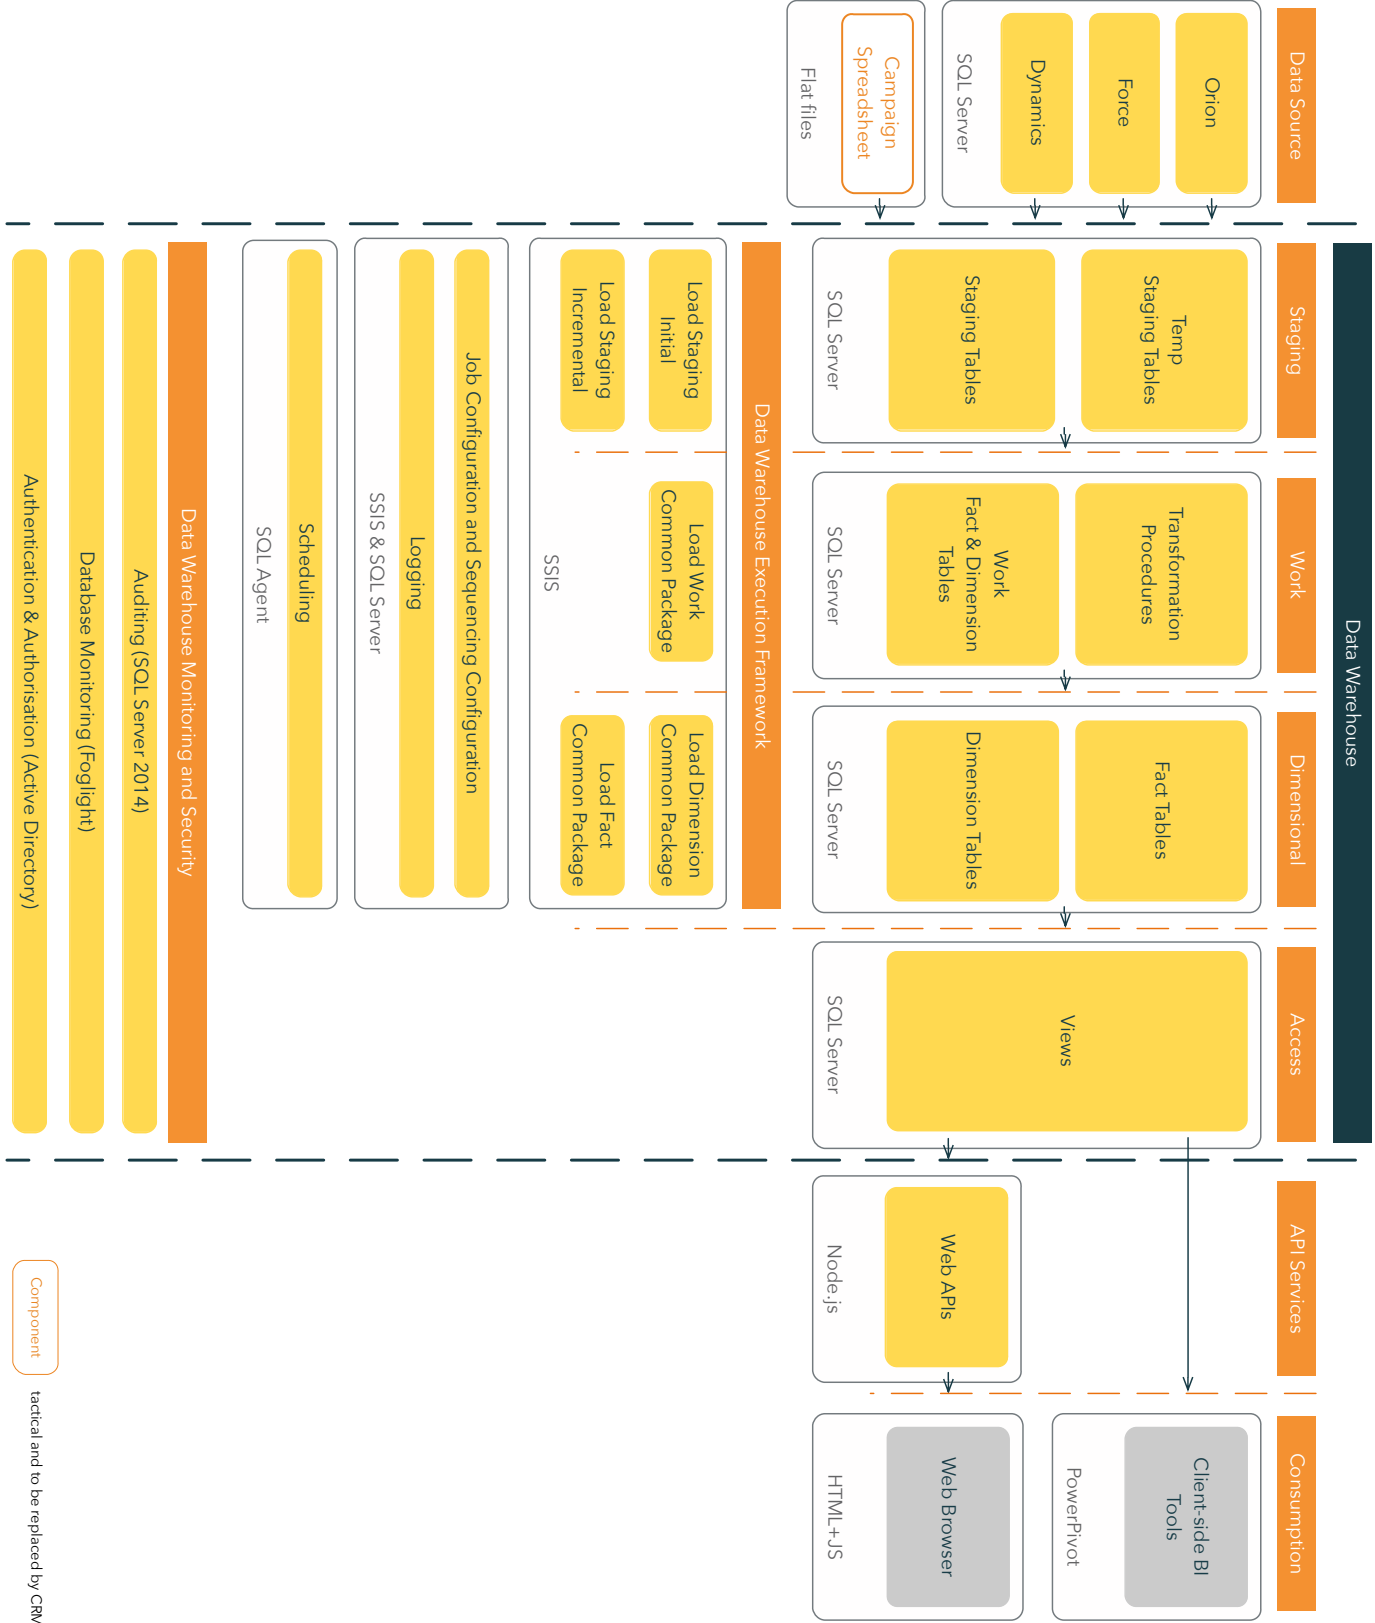 Data Warehouse
Data Source
Staging
Work
Dimensional
Access
API Services
Consumption
Orion
Force
Dynamics
SQL Server
Campaign
Spreadsheet
Flat files
Temp
Staging Tables
Staging Tables
SQL Server
Transformation
Procedures
Work
Fact & Dimension
Tables
SQL Server
Fact Tables
Dimension Tables
SQL Server
Views
SQL Server
Web APIs
Node.js
Client-side BI
Tools
PowerPivot
Web Browser
HTML+JS
Data Warehouse Execution Framework
Load Staging
Initial
Load Staging
Incremental
Load Work
Common Package
Load Dimension
Common Package
Load Fact
Common Package
SSIS
Job Configuration and Sequencing Configuration
Logging
SSIS & SQL Server
Scheduling
SQL Agent
Data Warehouse Monitoring and Security
Auditing (SQL Server 2014)
Database Monitoring (Foglight)
Authentication & Authorisation (Active Directory)
Component
tactical and to be replaced by CRM